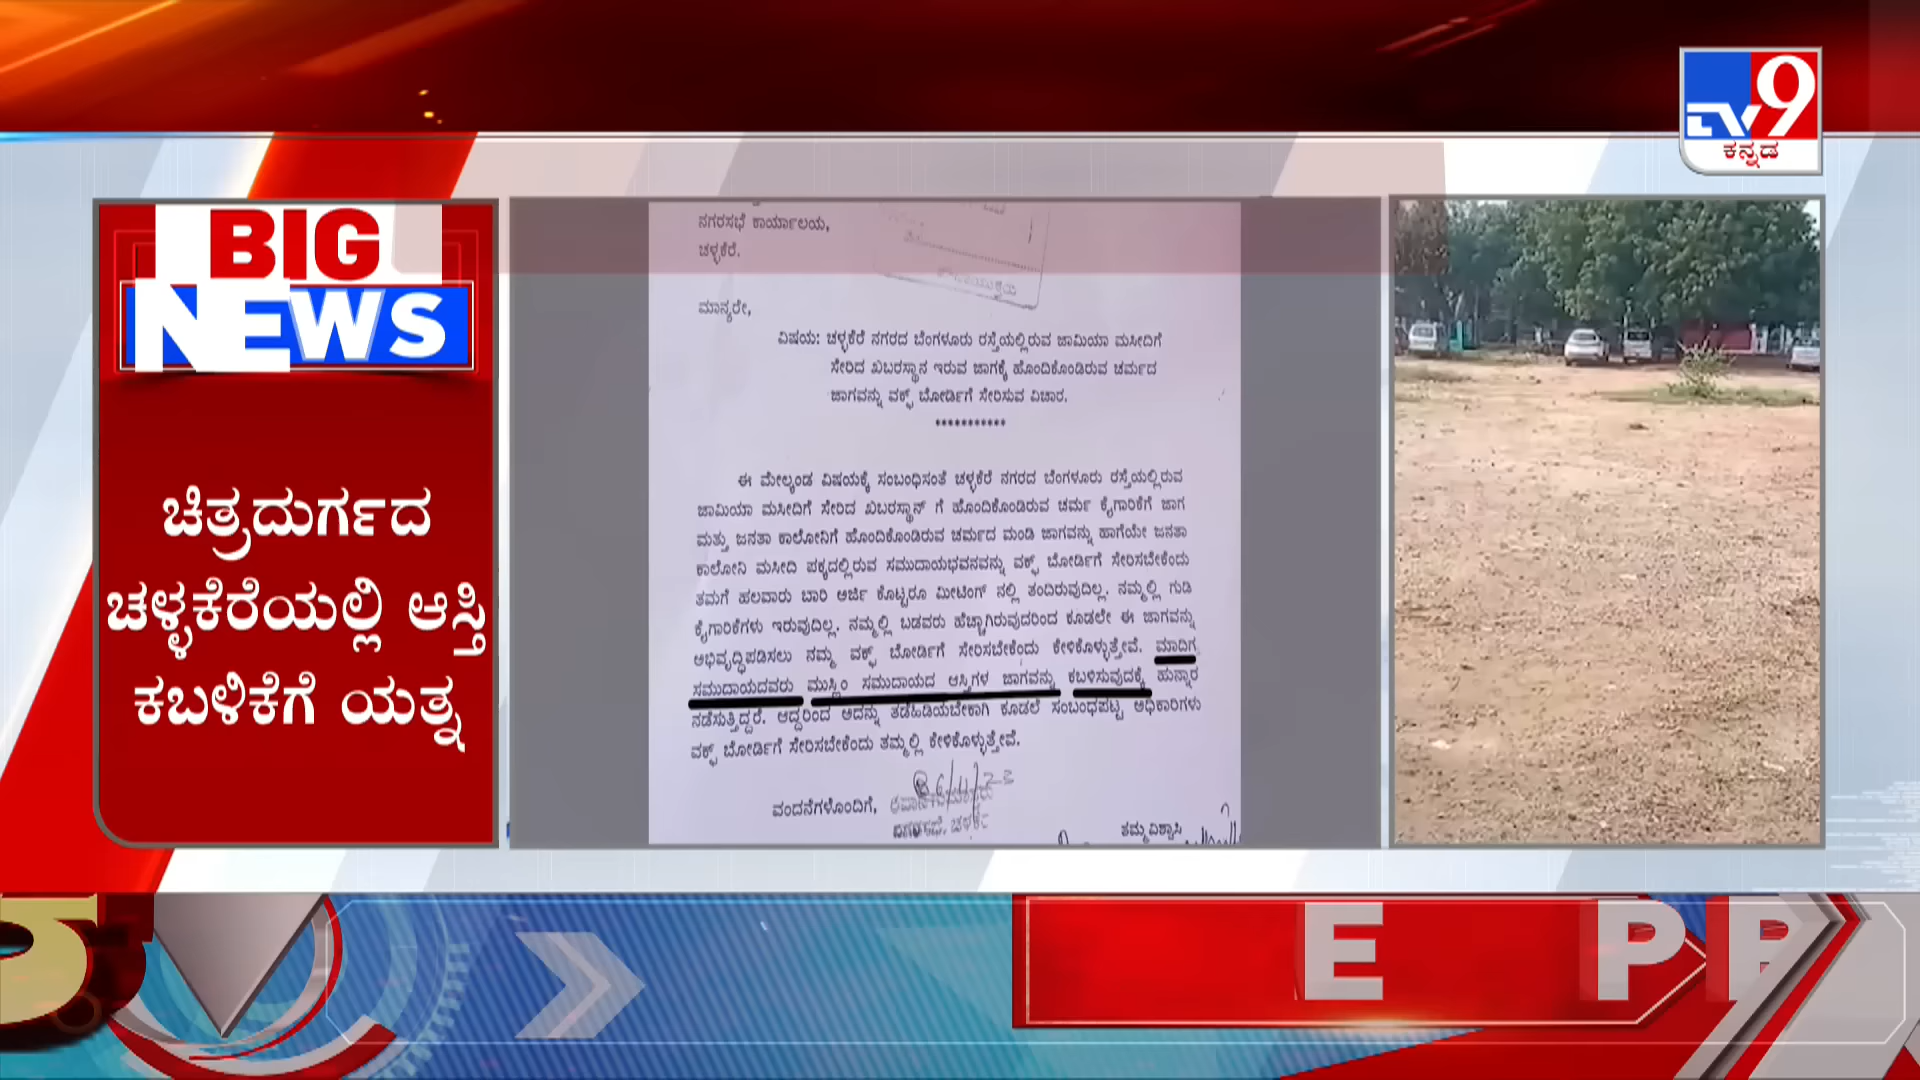 TV9
ಕನ್ನಡ
BIG
NEWS
ಚಿತ್ರದುರ್ಗದ
ಚಳ್ಳಕೆರೆಯಲ್ಲಿ ಆಸ್ತಿ
ಕಬಳಿಕೆಗೆ ಯತ್ನ
ನಗರಸಭೆ ಕಾರ್ಯಾಲಯ,
ಚಳ್ಳಕೆರೆ.
ಮಾನ್ಯರೇ,
ವಿಷಯ: ಚಳ್ಳಕೆರೆ ನಗರದ ಬೆಂಗಳೂರು ರಸ್ತೆಯಲ್ಲಿರುವ ಜಾಮಿಯಾ ಮಸೀದಿಗೆ
ಸೇರಿದ ಖಬರಸ್ಥಾನ ಇರುವ ಜಾಗಕ್ಕೆ ಹೊಂದಿಕೊಂಡಿರುವ ಚರ್ಮದ
ಜಾಗವನ್ನು ವಕ್ಫ್ ಬೋರ್ಡಿಗೆ ಸೇರಿಸುವ ವಿಚಾರ.
***********
ಈ ಮೇಲ್ಕಂಡ ವಿಷಯಕ್ಕೆ ಸಂಬಂಧಿಸಂತೆ ಚಳ್ಳಕೆರೆ ನಗರದ ಬೆಂಗಳೂರು ರಸ್ತೆಯಲ್ಲಿರುವ
ಜಾಮಿಯಾ ಮಸೀದಿಗೆ ಸೇರಿದ ಖಬರಸ್ಥಾನ್ ಗೆ ಹೊಂದಿಕೊಂಡಿರುವ ಚರ್ಮ ಕೈಗಾರಿಕೆಗೆ ಜಾಗ
ಮತ್ತು ಜನತಾ ಕಾಲೋನಿಗೆ ಹೊಂದಿಕೊಂಡಿರುವ ಚರ್ಮದ ಮಂಡಿ ಜಾಗವನ್ನು ಹಾಗೆಯೇ ಜನತಾ
ಕಾಲೋನಿ ಮಸೀದಿ ಪಕ್ಕದಲ್ಲಿರುವ ಸಮುದಾಯಭವನವನ್ನು ವಕ್ಫ್ ಬೋರ್ಡಿಗೆ ಸೇರಿಸಬೇಕೆಂದು
ತಮಗೆ ಹಲವಾರು ಬಾರಿ ಅರ್ಜಿ ಕೊಟ್ಟರೂ ಮೀಟಿಂಗ್ ನಲ್ಲಿ ತಂದಿರುವುದಿಲ್ಲ. ನಮ್ಮಲ್ಲಿ ಗುಡಿ
ಕೈಗಾರಿಕೆಗಳು ಇರುವುದಿಲ್ಲ. ನಮ್ಮಲ್ಲಿ ಬಡವರು ಹೆಚ್ಚಾಗಿರುವುದರಿಂದ ಕೂಡಲೇ ಈ ಜಾಗವನ್ನು
ಅಭಿವೃದ್ಧಿಪಡಿಸಲು ನಮ್ಮ ವಕ್ಫ್ ಬೋರ್ಡಿಗೆ ಸೇರಿಸಬೇಕೆಂದು ಕೇಳಿಕೊಳ್ಳುತ್ತೇವೆ. ಮಾದಿಗ
ಸಮುದಾಯದವರು ಮುಸ್ಲಿಂ ಸಮುದಾಯದ ಆಸ್ತಿಗಳ ಜಾಗವನ್ನು ಕಬಳಿಸುವುದಕ್ಕೆ ಹುನ್ನಾರ
ನಡೆಸುತ್ತಿದ್ದರೆ. ಆದ್ದರಿಂದ ಅದನ್ನು ತಡೆಹಿಡಿಯಬೇಕಾಗಿ ಕೂಡಲೆ ಸಂಬಂಧಪಟ್ಟ ಅಧಿಕಾರಿಗಳು
ವಕ್ಫ್ ಬೋರ್ಡಿಗೆ ಸೇರಿಸಬೇಕೆಂದು ತಮ್ಮಲ್ಲಿ ಕೇಳಿಕೊಳ್ಳುತ್ತೇವೆ.
ವಂದನೆಗಳೊಂದಿಗೆ,
ತಮ್ಮ ವಿಶ್ವಾಸಿ
E P